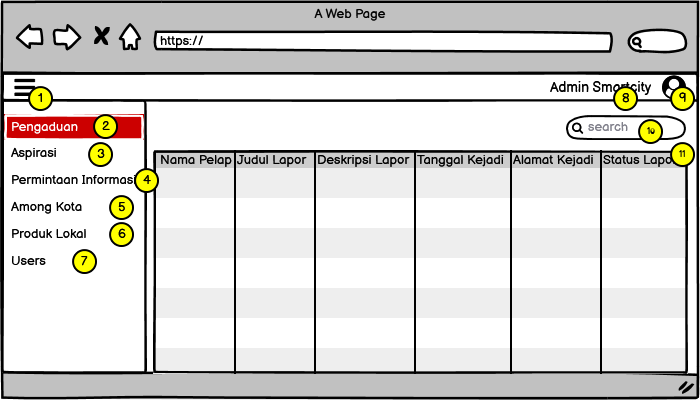 A Web Page
https://
1
Admin Smartcity
8
9
Pengaduan 2
search 10
Aspirasi 3
11
Nama Pelap Judul Lapor Deskripsi Lapor Tanggal Kejadi Alamat Kejadi Status Lapo
Permintaan Informasi 4
Among Kota 5
Produk Lokal 6
Users 7